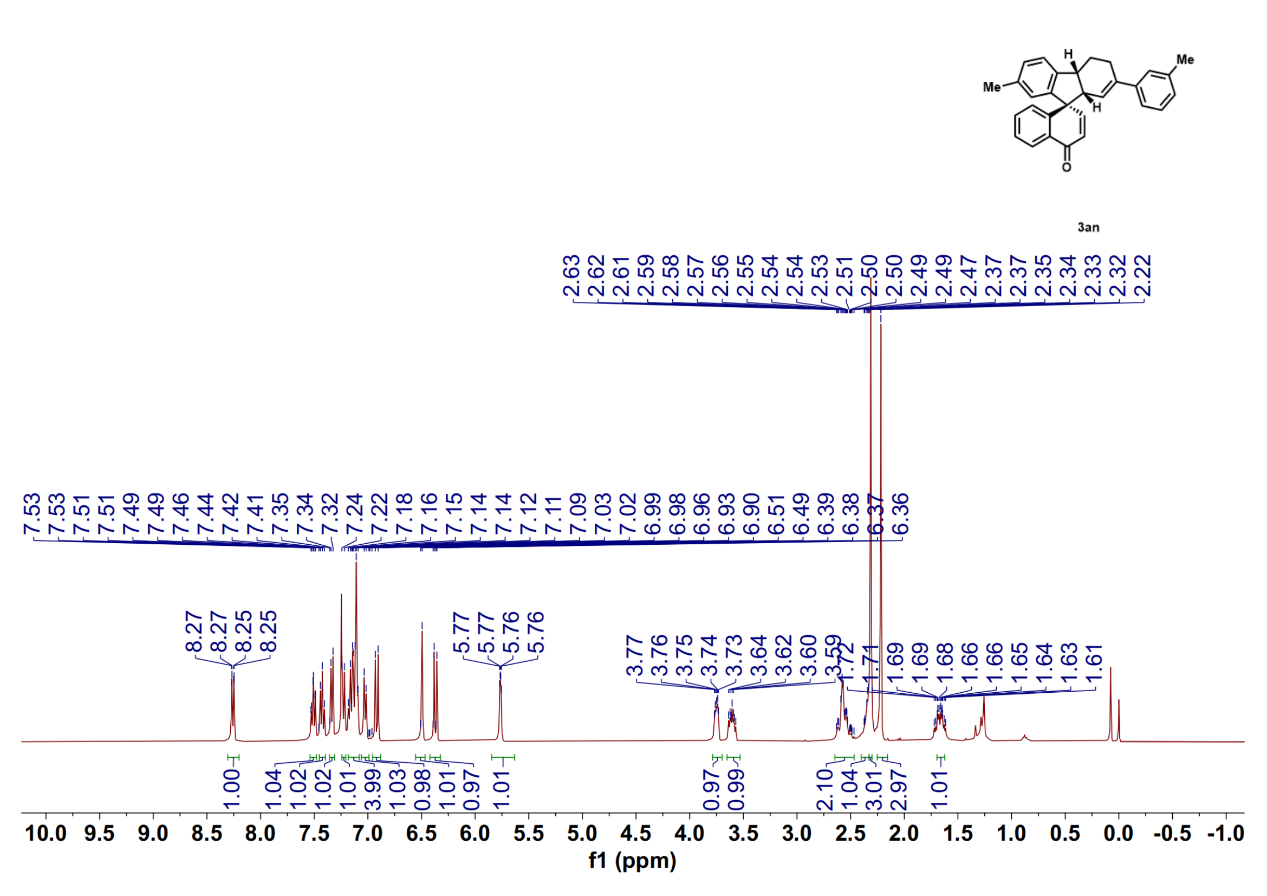 H
Me
Me
H
O
3an
2.63 2.62 2.61 2.59 2.58 2.57 2.56 2.55 2.54 2.54 2.53 2.51 2.50 2.50 2.49 2.49 2.47 2.37 2.37 2.35 2.34 2.33 2.32 2.22
7.53 7.53 7.51 7.51 7.49 7.49 7.46 7.44 7.42 7.41 7.35 7.34 7.32 7.24 7.22 7.18 7.16 7.15 7.14 7.14 7.12 7.11 7.09 7.03 7.02 6.99 6.98 6.96 6.93 6.90 6.51 6.49 6.39 6.38 6.37 6.36
8.27 8.27 8.25 8.25
5.77 5.77 5.76 5.76
3.77 3.76 3.75 3.74 3.73 3.64 3.62 3.60 3.59 1.72 1.71 1.69 1.69 1.68 1.66 1.66 1.65 1.64 1.63 1.61
1.00 1.04 1.02 1.02 1.01 3.99 1.03 0.98 1.01 0.97 1.01 0.97 0.99 2.10 1.04 3.01 2.97 1.01
10.0 9.5 9.0 8.5 8.0 7.5 7.0 6.5 6.0 5.5 5.0 4.5 4.0 3.5 3.0 2.5 2.0 1.5 1.0 0.5 0.0 -0.5 -1.0
f1 (ppm)